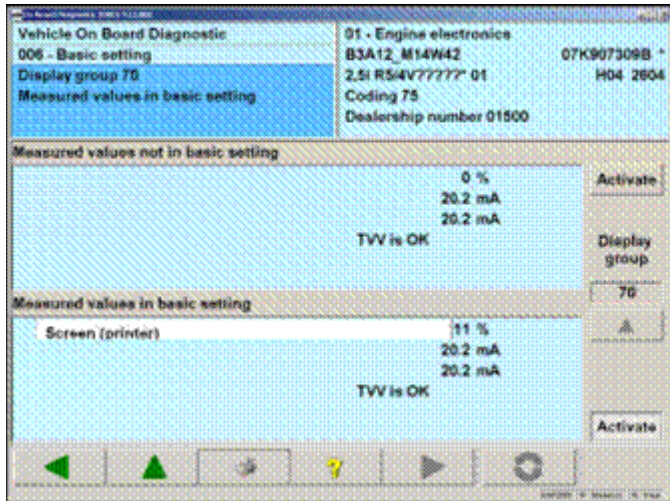 Vehicle On Board Diagnostic
006 - Basic setting
Display group 70
Measured values in basic setting
01 - Engine electronics
B3A12_M14W42 07K907309B
2,5l R5/4V?????" 01 H04 2604
Coding 75
Dealership number 01500
Measured values not in basic setting
0 %
20.2 mA
20.2 mA
TVV is OK
Activate
Display
group
70
Measured values in basic setting
Screen (printer) 11 %
20.2 mA
20.2 mA
TVV is OK
Activate